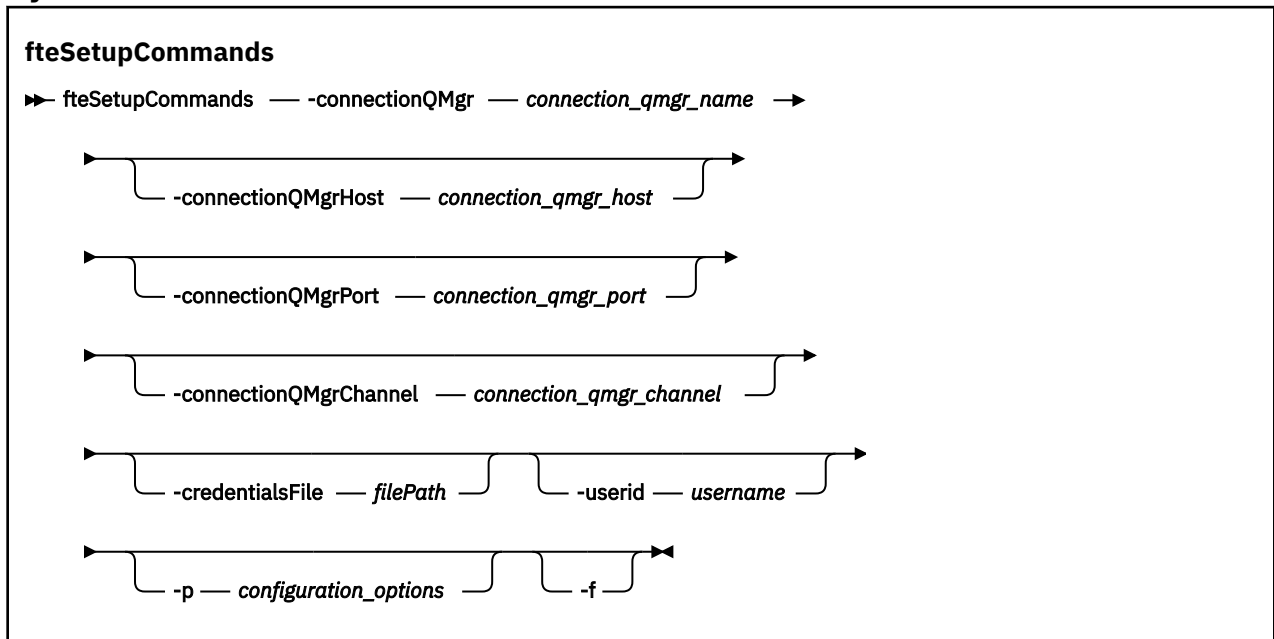 fteSetupCommands
fteSetupCommands -connectionQMgr connection_qmgr_name
-connectionQMgrHost connection_qmgr_host
-connectionQMgrPort connection_qmgr_port
-connectionQMgrChannel connection_qmgr_channel
-credentialsFile filePath -userid username
-p configuration_options -f